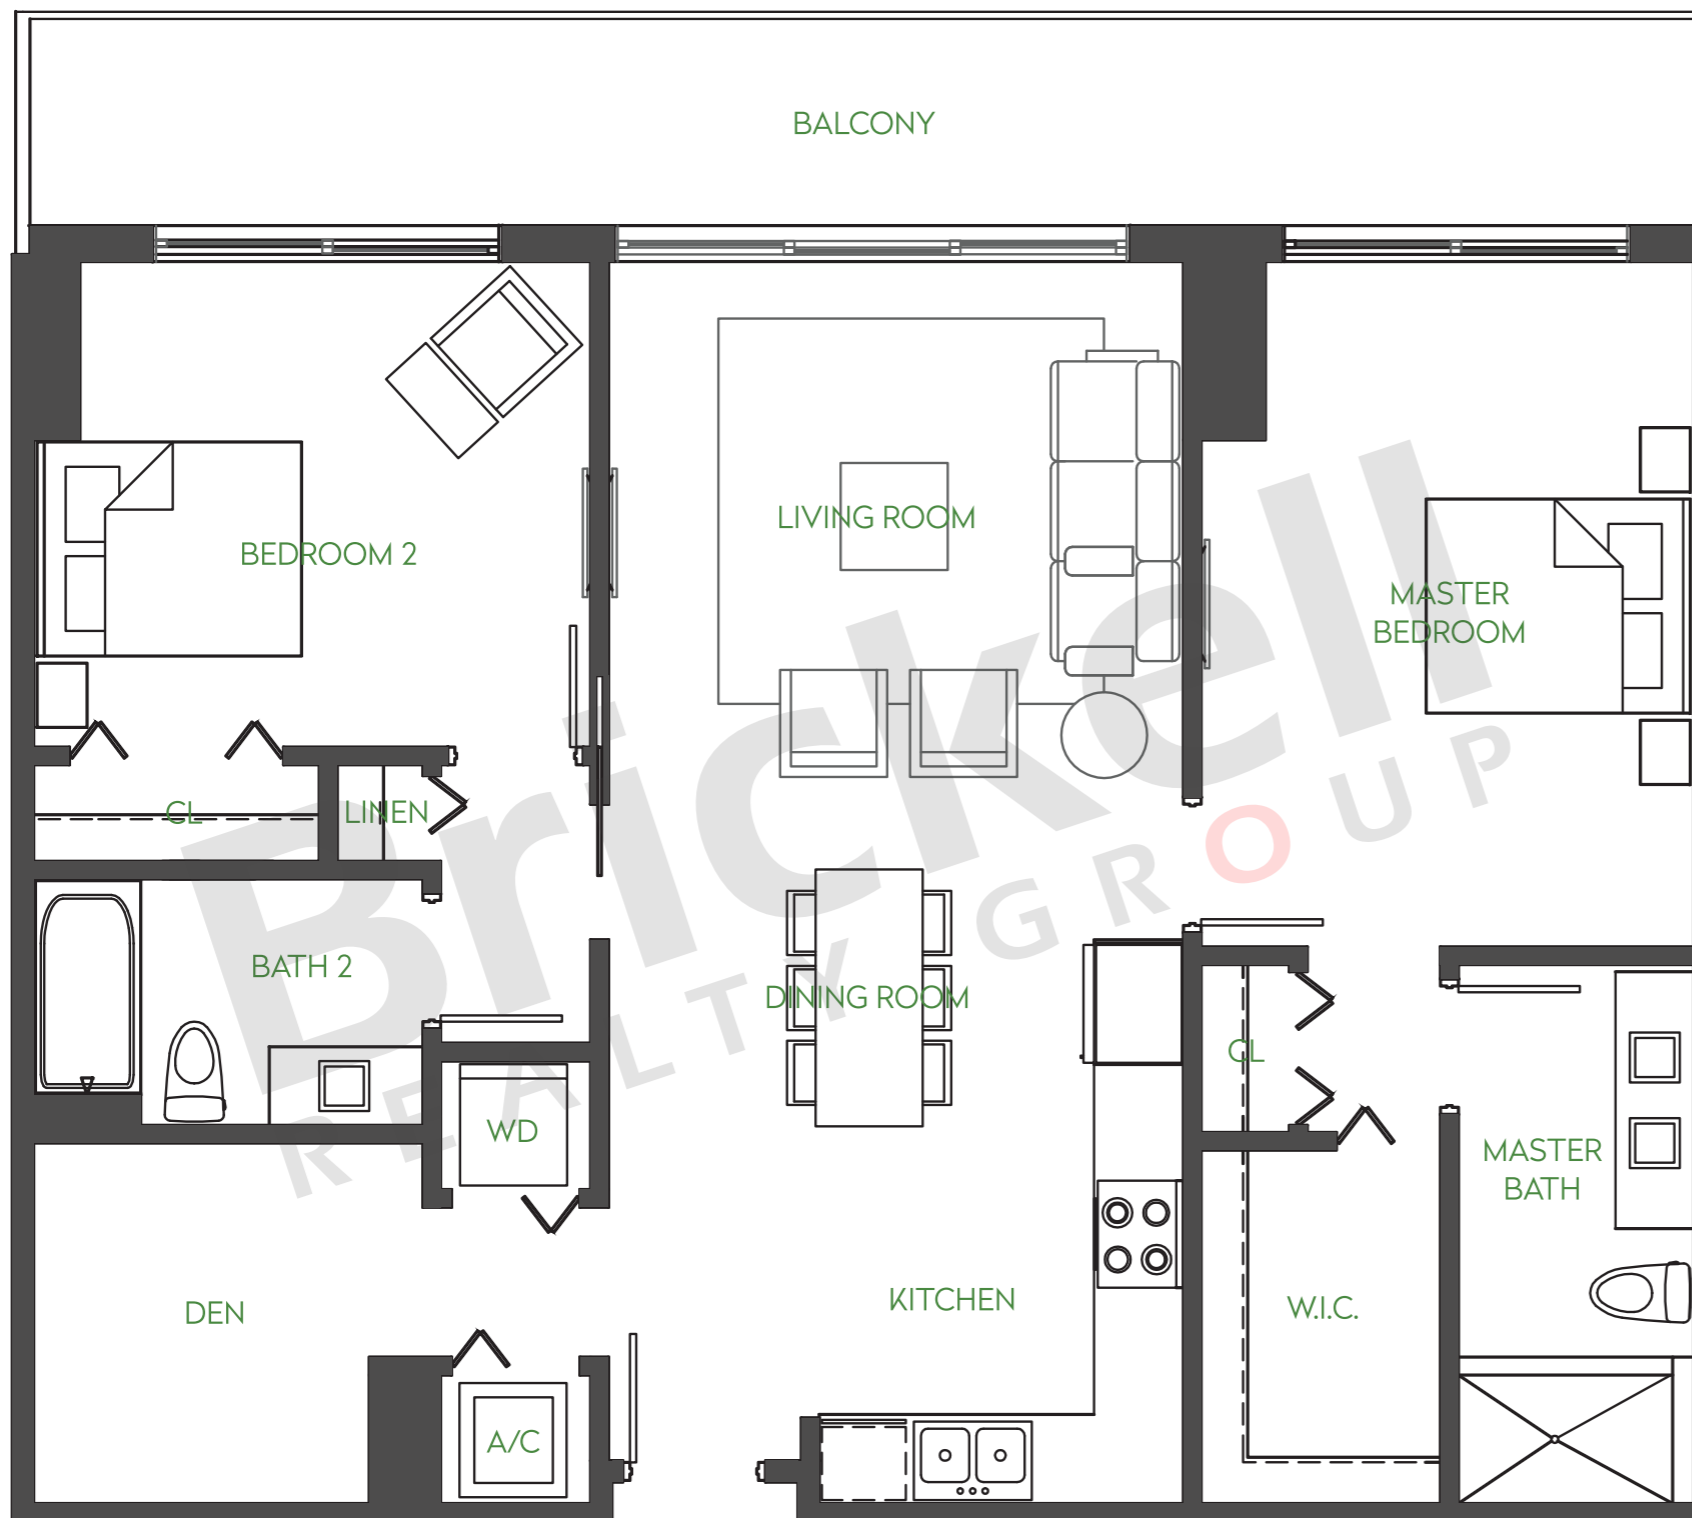 BALCONY
LIVING ROOM
BEDROOM 2
MASTER
BEDROOM
CL
LINEN
BATH 2
DINING ROOM
CL
WD
MASTER
BATH
KITCHEN
W.I.C.
DEN
A/C
Brickell
REALTY GROUP